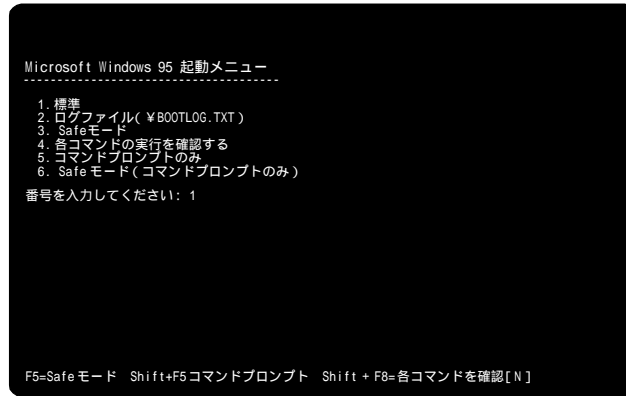 Microsoft Windows 95 起動メニュー
------------------------------------
1. 標準
2. ログファイル(¥BOOTLOG.TXT)
3. Safeモード
4. 各コマンドの実行を確認する
5. コマンドプロンプトのみ
6. Safeモード(コマンドプロンプトのみ)
番号を入力してください: 1
F5=Safeモード Shift+F5コマンドプロンプト Shift+F8=各コマンドを確認[N]